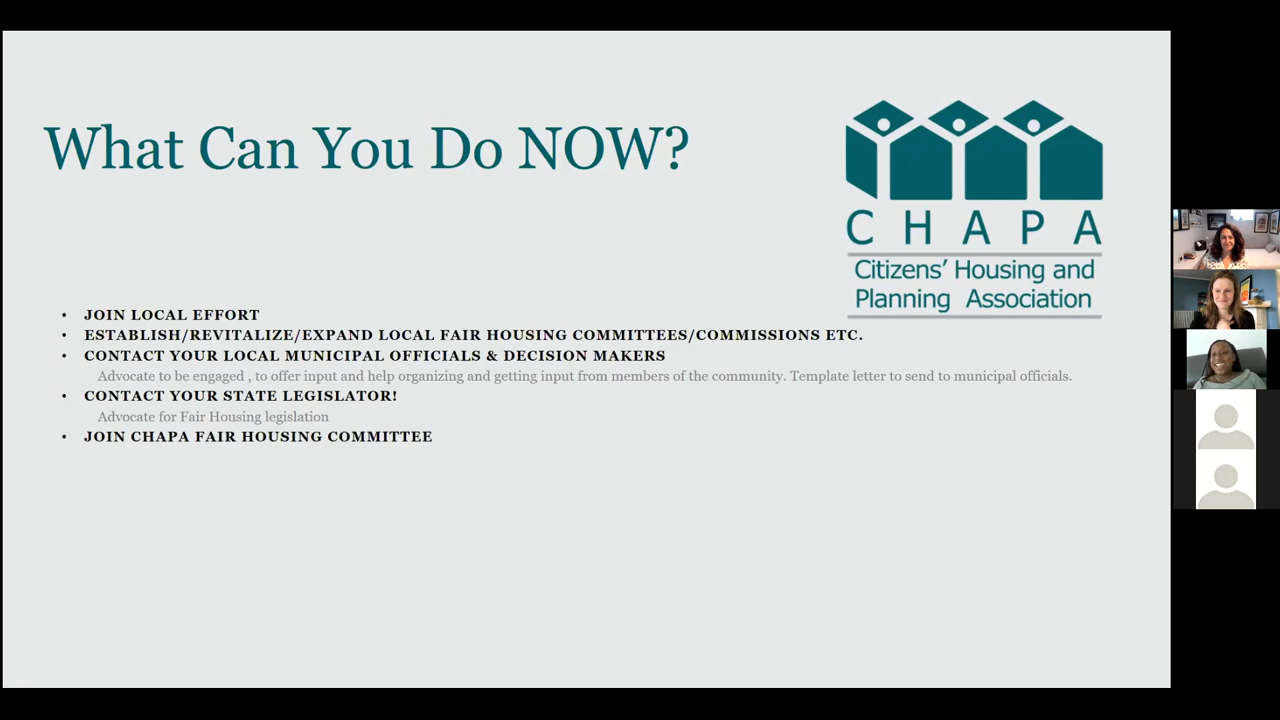 What Can You Do NOW?
CHAPA
Citizens' Housing and
Planning Association
• JOIN LOCAL EFFORT
• ESTABLISH/REVITALIZE/EXPAND LOCAL FAIR HOUSING COMMITTEES/COMMISSIONS ETC.
• CONTACT YOUR LOCAL MUNICIPAL OFFICIALS & DECISION MAKERS
Advocate to be engaged , to offer input and help organizing and getting input from members of the community. Template letter to send to municipal officials.
• CONTACT YOUR STATE LEGISLATOR!
Advocate for Fair Housing legislation
• JOIN CHAPA FAIR HOUSING COMMITTEE